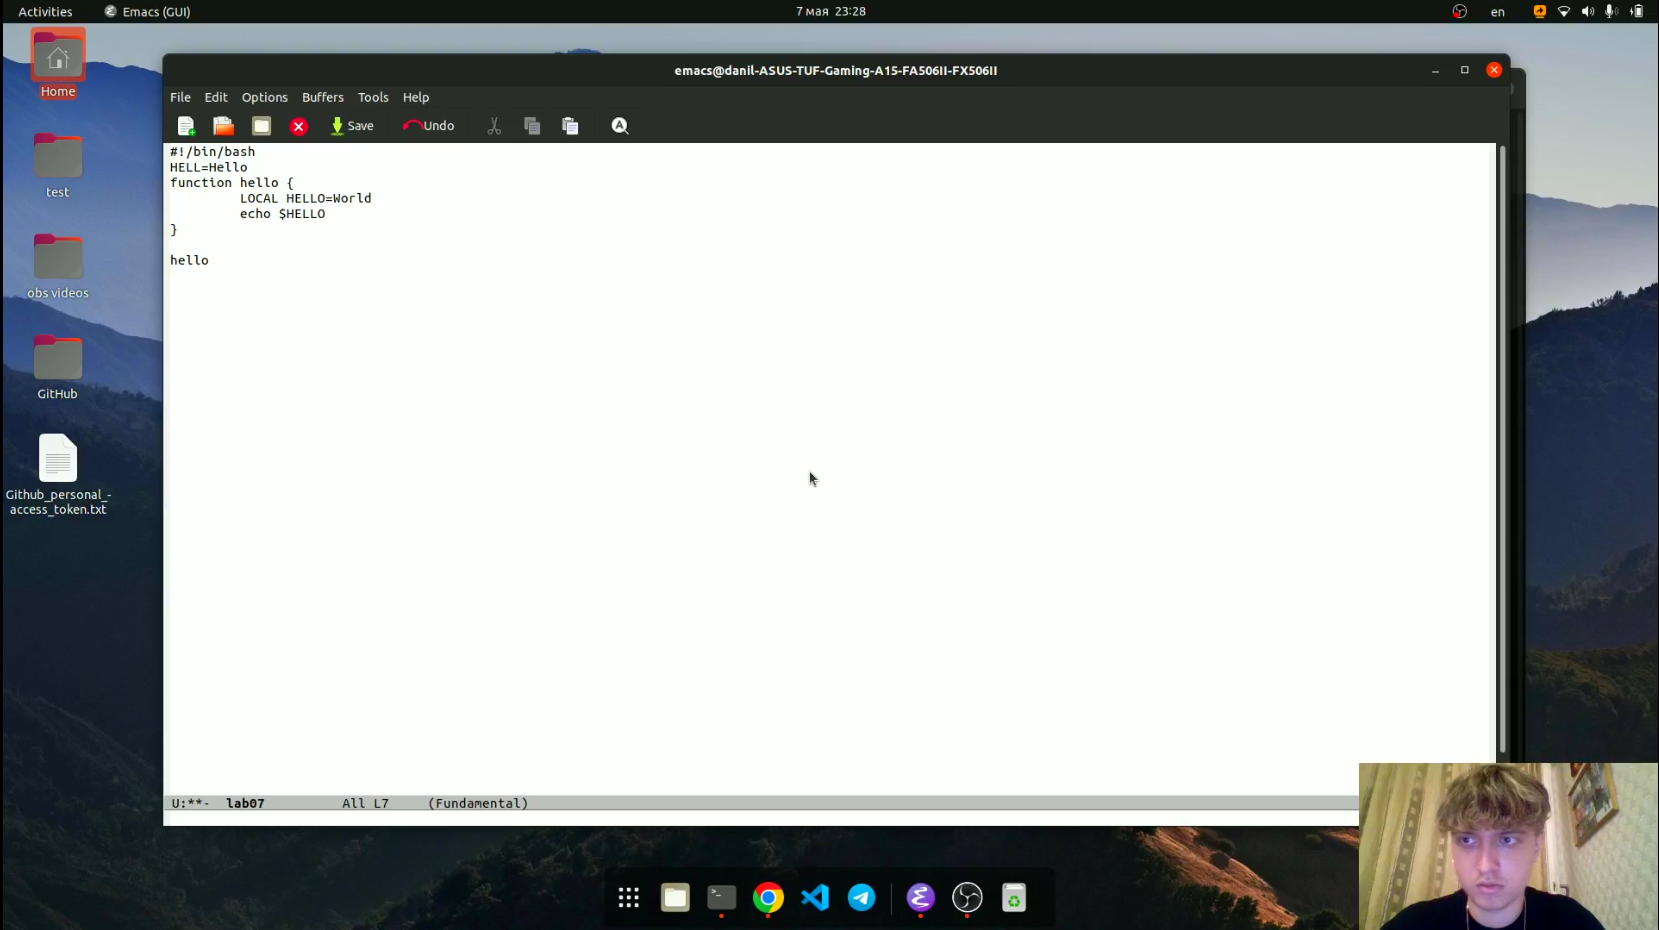 Activities
Emacs (GUI)
7 мая 23:28
en
Home
test
obs videos
GitHub
Github_personal_-
access_token.txt
emacs@danil-ASUS-TUF-Gaming-A15-FA506II-FX506II
File Edit Options Buffers Tools Help
Save Undo
#!/bin/bash
HELL=Hello
function hello {
LOCAL HELLO=World
echo $HELLO
}
hello
U:**- lab07 All L7 (Fundamental)